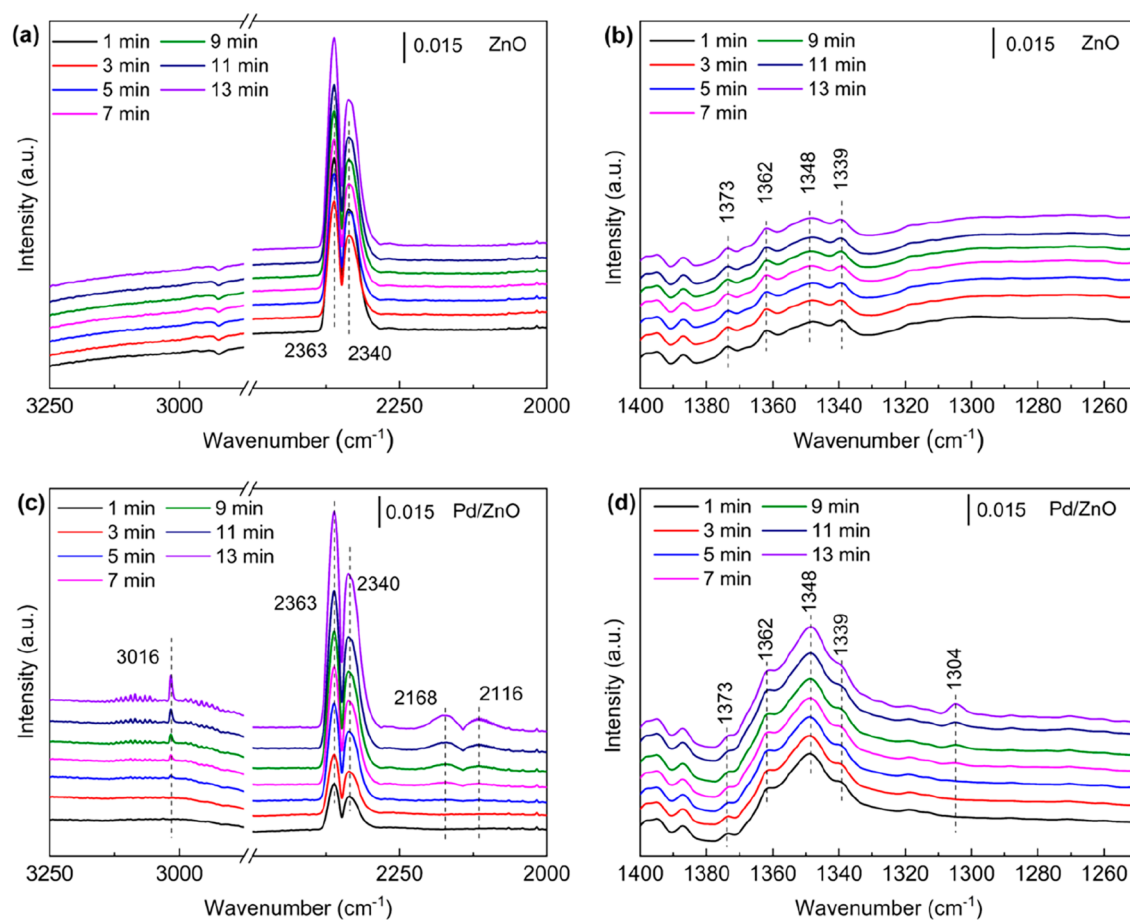 (a)
0.015 ZnO
1 min 9 min
3 min 11 min
5 min 13 min
7 min
Intensity (a.u.)
2363 2340
3250 3000 2250 2000
Wavenumber (cm⁻¹)
(b)
0.015 ZnO
1 min 9 min
3 min 11 min
5 min 13 min
7 min
Intensity (a.u.)
1373 1362 1348 1339
1400 1380 1360 1340 1320 1300 1280 1260
Wavenumber (cm⁻¹)
(c)
0.015 Pd/ZnO
1 min 9 min
3 min 11 min
5 min 13 min
7 min
Intensity (a.u.)
3016 2363 2340 2168 2116
3250 3000 2250 2000
Wavenumber (cm⁻¹)
(d)
0.015 Pd/ZnO
1 min 9 min
3 min 11 min
5 min 13 min
7 min
Intensity (a.u.)
1373 1362 1348 1339 1304
1400 1380 1360 1340 1320 1300 1280 1260
Wavenumber (cm⁻¹)